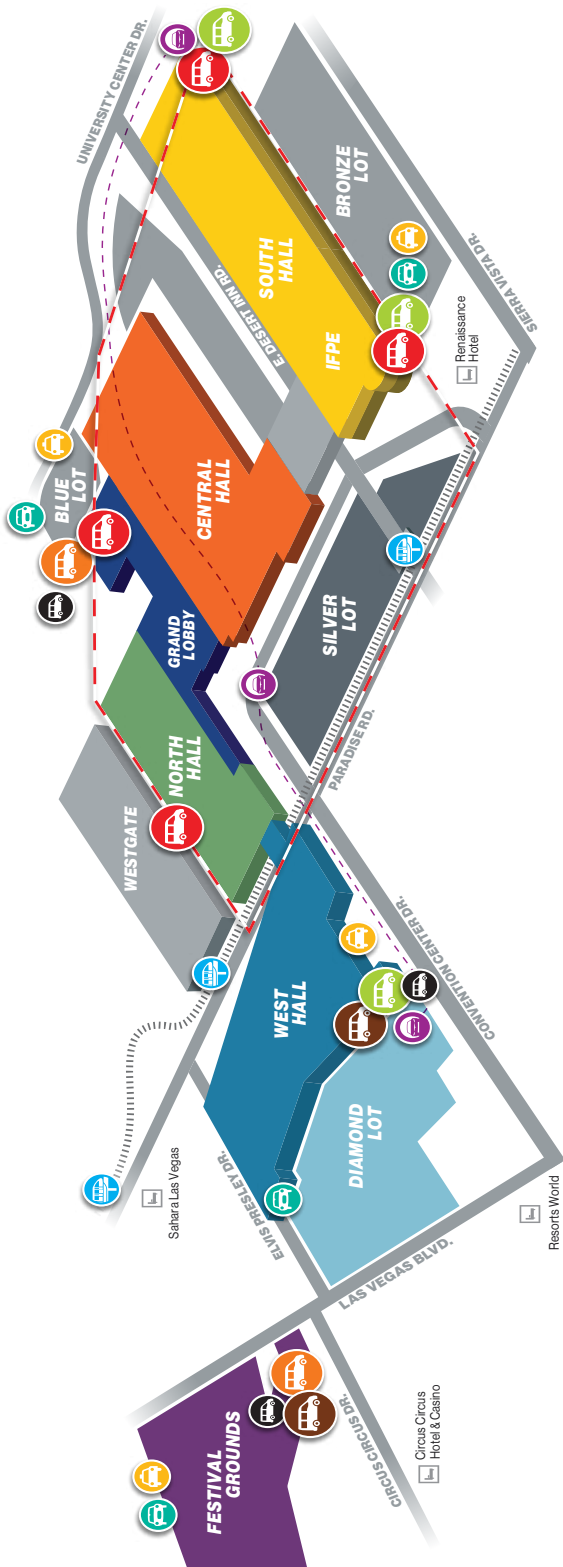 FESTIVAL
GROUNDS
CIRCUS CIRCUS DR.
Circus Circus
Hotel & Casino
LAS VEGAS BLVD.
Resorts World
Sahara Las Vegas
ELVIS PRESLEY DR.
DIAMOND
LOT
WEST
HALL
CONVENTION CENTER DR.
WESTGATE
NORTH
HALL
GRAND
LOBBY
PARADISE RD.
SILVER
LOT
BLUE
LOT
CENTRAL
HALL
E. DESERT INN RD.
UNIVERSITY CENTER DR.
SOUTH
HALL
IFPE
BRONZE
LOT
Renaissance
Hotel
SIERRA VISTA DR.